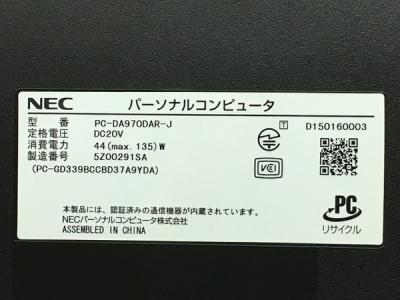 NEC パーソナルコンピュータ
型 番 PC-DA970DAR-J
定格電圧 DC20V
消費電力 44(max. 135)W
製造番号 5Z00291SA
(PC-GD339BCCBD37A9YDA)
T
D150160003
VCI
本製品には、認証済みの通信機器が内蔵されています。
NECパーソナルコンピュータ株式会社
ASSEMBLED IN CHINA
PC
リサイクル